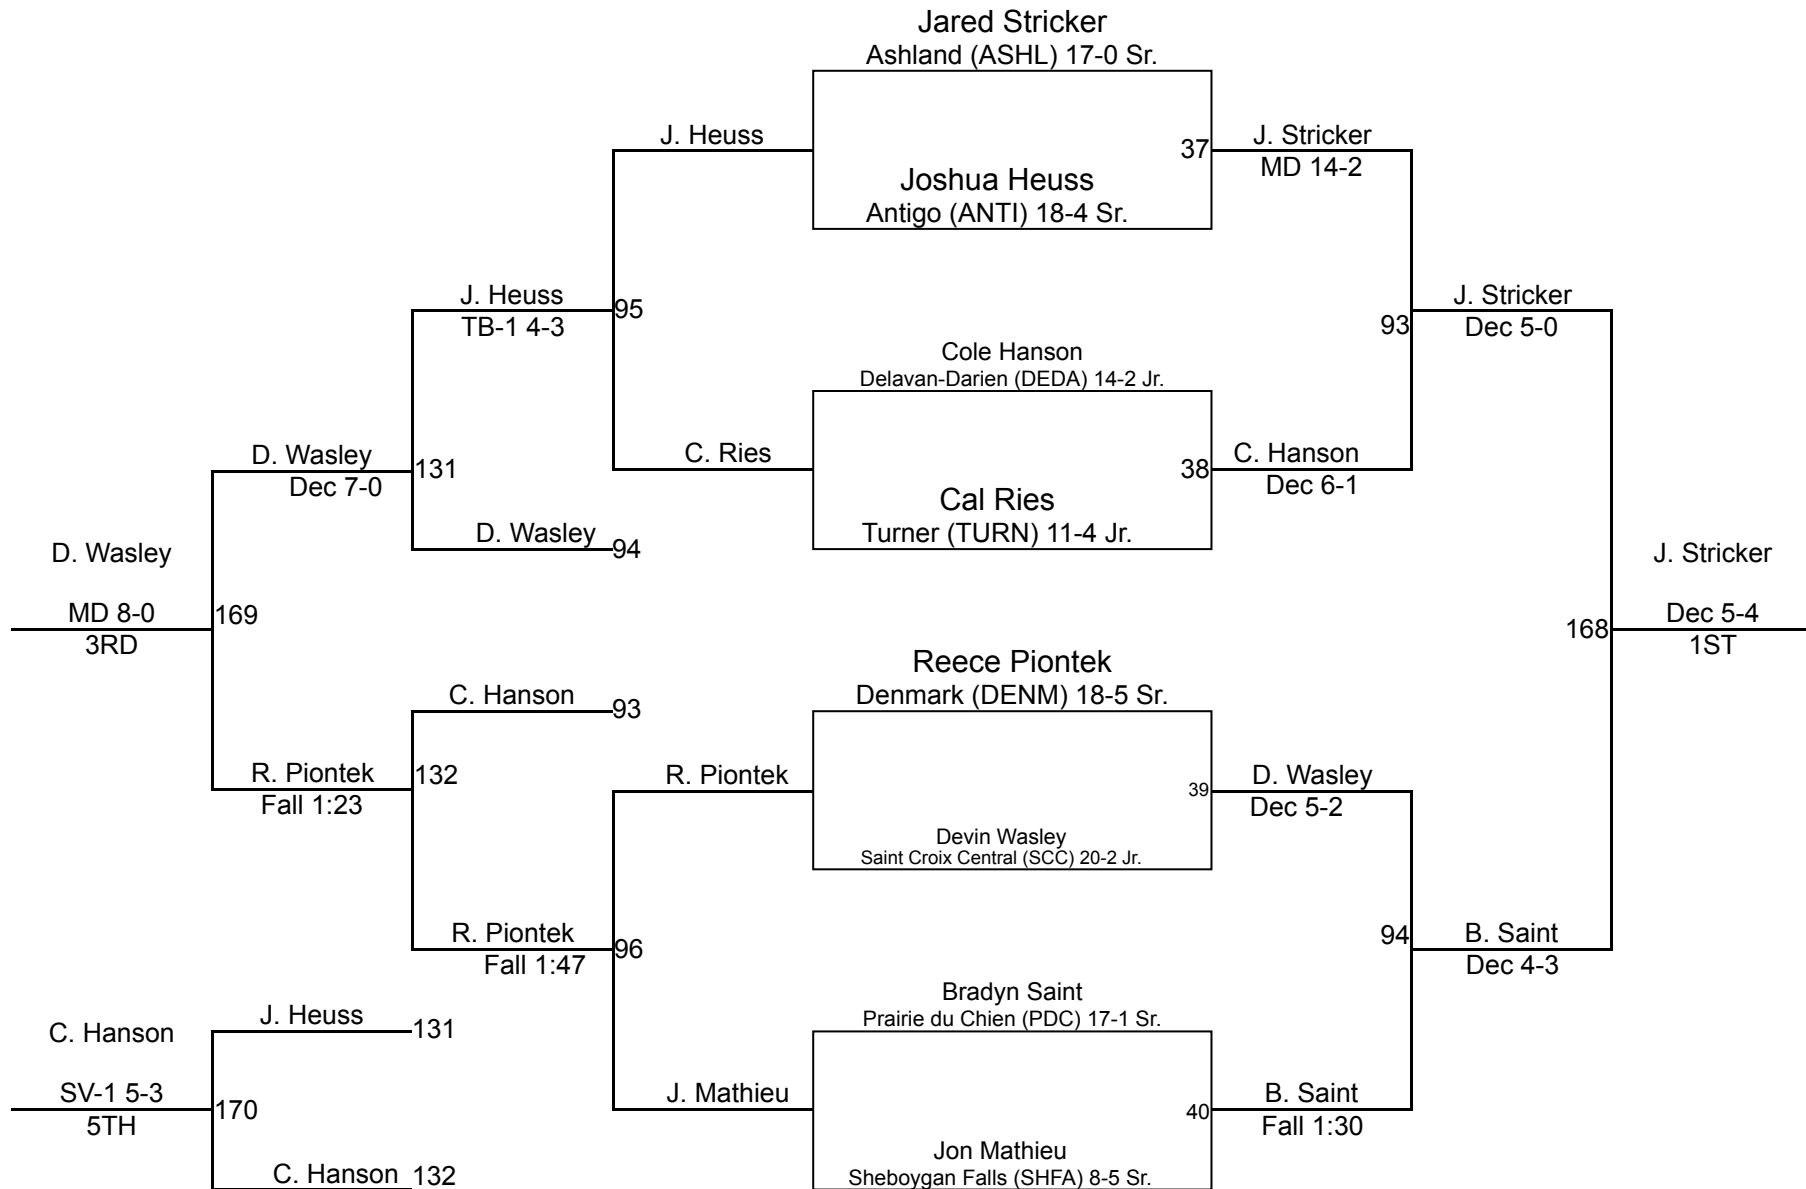 Jared Stricker
Ashland (ASHL) 17-0 Sr.
J. Heuss
37
J. Stricker
MD 14-2
Joshua Heuss
Antigo (ANTI) 18-4 Sr.
J. Heuss
TB-1 4-3
95
93
J. Stricker
Dec 5-0
Cole Hanson
Delavan-Darien (DEDA) 14-2 Jr.
D. Wasley
Dec 7-0
131
C. Ries
38
C. Hanson
Dec 6-1
Cal Ries
Turner (TURN) 11-4 Jr.
D. Wasley
94
D. Wasley
MD 8-0
3RD
169
168
J. Stricker
Dec 5-4
1ST
Reece Piontek
Denmark (DENM) 18-5 Sr.
C. Hanson
93
R. Piontek
Fall 1:23
132
R. Piontek
39
D. Wasley
Dec 5-2
Devin Wasley
Saint Croix Central (SCC) 20-2 Jr.
R. Piontek
Fall 1:47
96
94
B. Saint
Dec 4-3
Bradyn Saint
Prairie du Chien (PDC) 17-1 Sr.
J. Heuss
131
C. Hanson
SV-1 5-3
5TH
170
J. Mathieu
40
B. Saint
Fall 1:30
Jon Mathieu
Sheboygan Falls (SHFA) 8-5 Sr.
C. Hanson
132